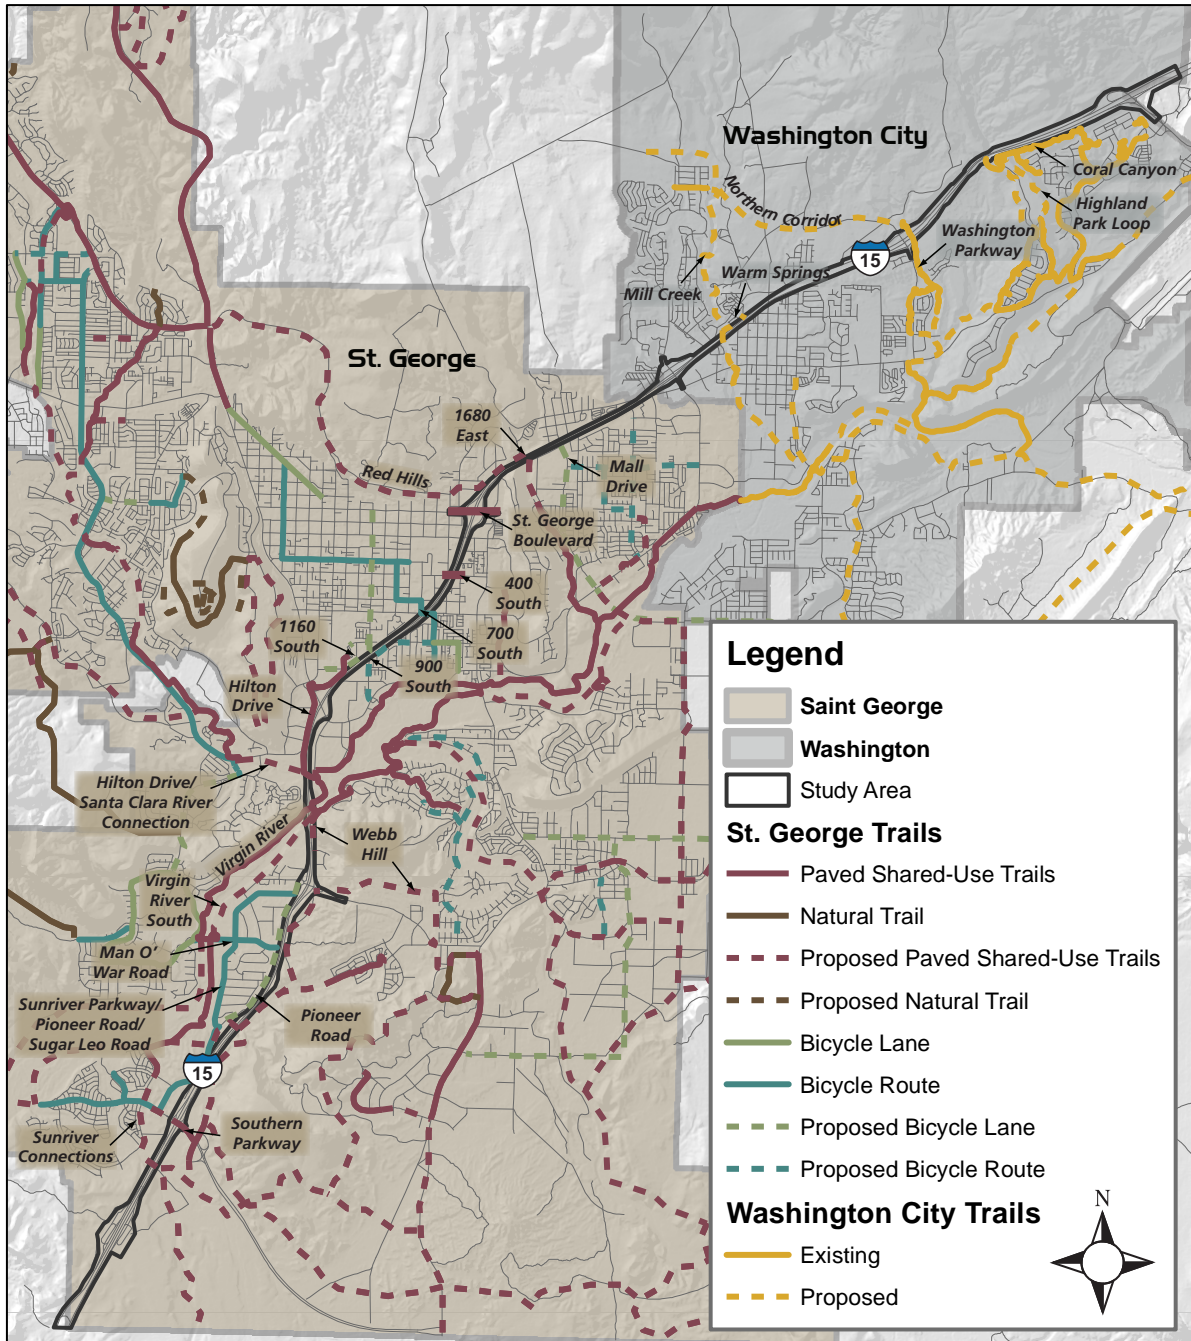 Washington City
Coral Canyon
Highland
Park Loop
Northern Corridor
Washington
Parkway
15
Warm Springs
Mill Creek
St. George
1680
East
Mall
Drive
Red Hills
St. George
Boulevard
400
South
1160
South
700
South
900
South
Hilton
Drive
Hilton Drive/
Santa Clara River
Connection
Virgin River
Webb
Hill
Virgin
River
South
Man O'
War Road
Sunriver Parkway/
Pioneer Road/
Sugar Leo Road
Pioneer
Road
15
Southern
Parkway
Sunriver
Connections
Legend
Saint George
Washington
Study Area
St. George Trails
Paved Shared-Use Trails
Natural Trail
Proposed Paved Shared-Use Trails
Proposed Natural Trail
Bicycle Lane
Bicycle Route
Proposed Bicycle Lane
Proposed Bicycle Route
Washington City Trails
Existing
Proposed
N